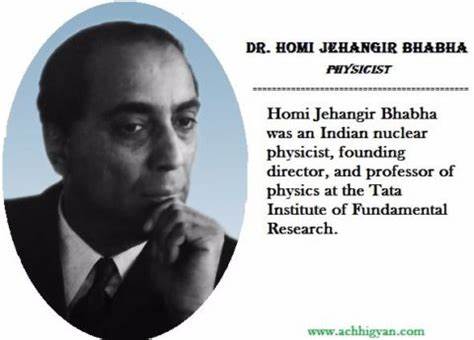 DR. HOMI JEHANGIR BHABHA
PHYSICIST
Homi Jehangir Bhabha
was an Indian nuclear
physicist, founding
director, and professor of
physics at the Tata
Institute of Fundamental
Research.
www.achhigyan.com